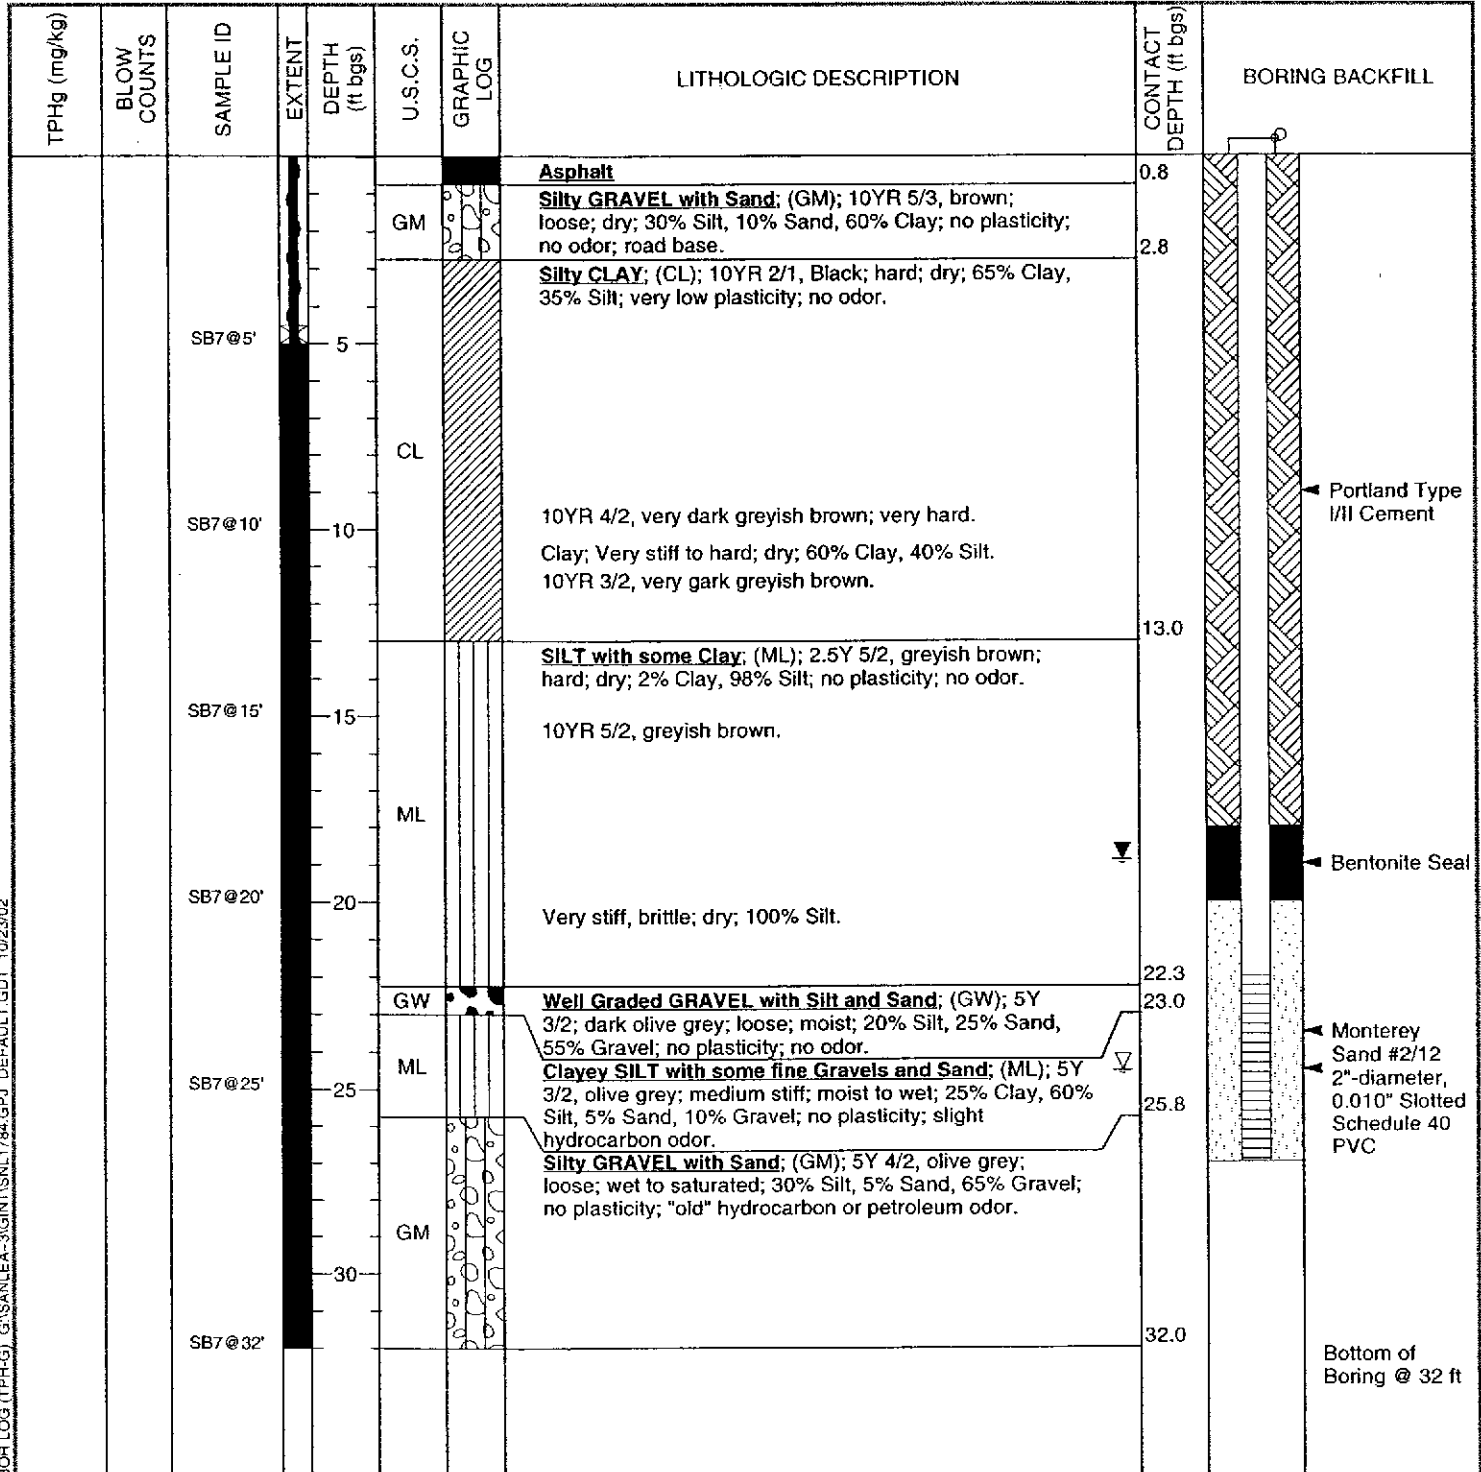 TPHg (mg/kg)
BLOW
COUNTS
SAMPLE ID
EXTENT
DEPTH
(ft bgs)
U.S.C.S.
GRAPHIC
LOG
LITHOLOGIC DESCRIPTION
CONTACT
DEPTH (ft bgs)
BORING BACKFILL
Asphalt
0.8
GM
Silty GRAVEL with Sand; (GM); 10YR 5/3, brown;
loose; dry; 30% Silt, 10% Sand, 60% Clay; no plasticity;
no odor; road base.
2.8
Silty CLAY; (CL); 10YR 2/1, Black; hard; dry; 65% Clay,
35% Silt; very low plasticity; no odor.
SB7@5'
5
CL
Portland Type
I/II Cement
SB7@10'
10
10YR 4/2, very dark greyish brown; very hard.
Clay; Very stiff to hard; dry; 60% Clay, 40% Silt.
10YR 3/2, very gark greyish brown.
13.0
SILT with some Clay; (ML); 2.5Y 5/2, greyish brown;
hard; dry; 2% Clay, 98% Silt; no plasticity; no odor.
SB7@15'
15
10YR 5/2, greyish brown.
ML
Bentonite Seal
SB7@20'
20
Very stiff, brittle; dry; 100% Silt.
22.3
GW
Well Graded GRAVEL with Silt and Sand; (GW); 5Y
3/2; dark olive grey; loose; moist; 20% Silt, 25% Sand,
55% Gravel; no plasticity; no odor.
23.0
Monterey
Sand #2/12
2"-diameter,
0.010" Slotted
Schedule 40
PVC
ML
SB7@25'
25
Clayey SILT with some fine Gravels and Sand; (ML); 5Y
3/2, olive grey; medium stiff; moist to wet; 25% Clay, 60%
Silt, 5% Sand, 10% Gravel; no plasticity; slight
hydrocarbon odor.
25.8
Silty GRAVEL with Sand; (GM); 5Y 4/2, olive grey;
loose; wet to saturated; 30% Silt, 5% Sand, 65% Gravel;
no plasticity; "old" hydrocarbon or petroleum odor.
GM
30
SB7@32'
32.0
Bottom of
Boring @ 32 ft
LOG (TPH-G) DEFAULT.GDT 10/23/02